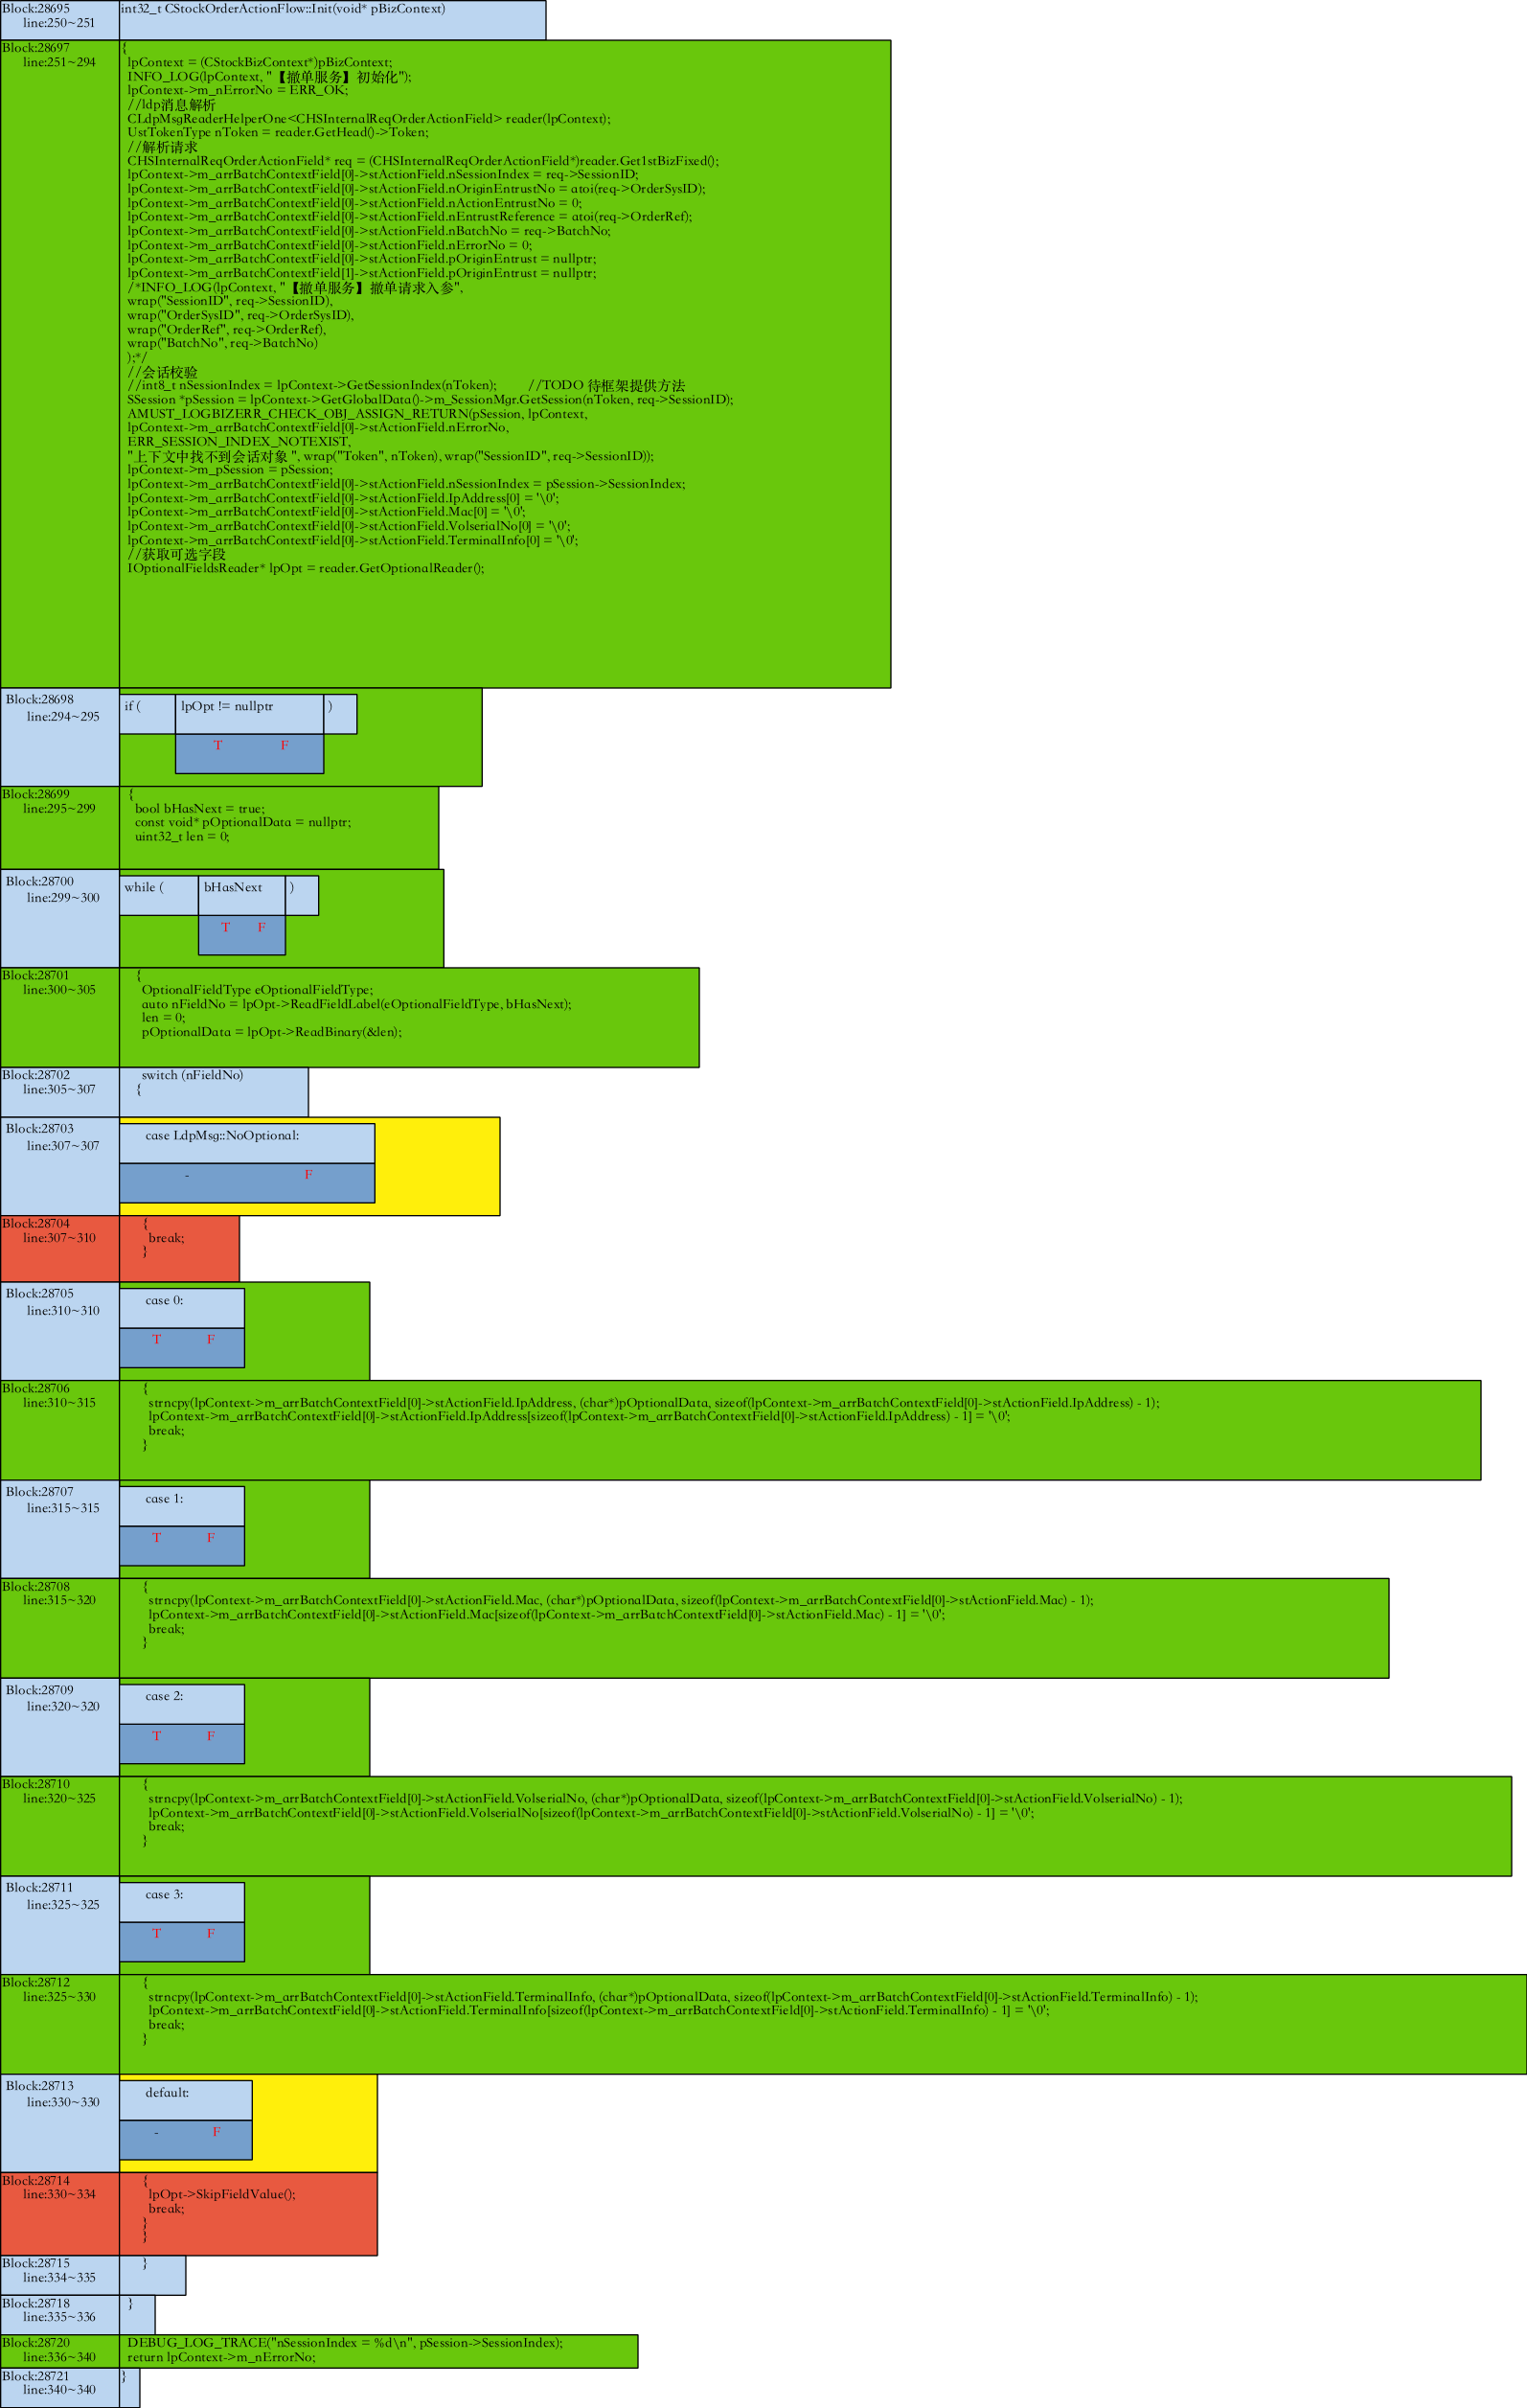 Block:28695
line:250~251
int32_t CStockOrderActionFlow::Init(void* pBizContext)
Block:28697
line:251~294
{
lpContext = (CStockBizContext*)pBizContext;
INFO_LOG(lpContext, "【撤单服务】初始化");
lpContext->m_nErrorNo = ERR_OK;
//ldp消息解析
CLdpMsgReaderHelperOne<CHSInternalReqOrderActionField> reader(lpContext);
UstTokenType nToken = reader.GetHead()->Token;
//解析请求
CHSInternalReqOrderActionField* req = (CHSInternalReqOrderActionField*)reader.Get1stBizFixed();
lpContext->m_arrBatchContextField[0]->stActionField.nSessionIndex = req->SessionID;
lpContext->m_arrBatchContextField[0]->stActionField.nOriginEntrustNo = atoi(req->OrderSysID);
lpContext->m_arrBatchContextField[0]->stActionField.nActionEntrustNo = 0;
lpContext->m_arrBatchContextField[0]->stActionField.nEntrustReference = atoi(req->OrderRef);
lpContext->m_arrBatchContextField[0]->stActionField.nBatchNo = req->BatchNo;
lpContext->m_arrBatchContextField[0]->stActionField.nErrorNo = 0;
lpContext->m_arrBatchContextField[0]->stActionField.pOriginEntrust = nullptr;
lpContext->m_arrBatchContextField[1]->stActionField.pOriginEntrust = nullptr;
/*INFO_LOG(lpContext, "【撤单服务】撤单请求入参",
wrap("SessionID", req->SessionID),
wrap("OrderSysID", req->OrderSysID),
wrap("OrderRef", req->OrderRef),
wrap("BatchNo", req->BatchNo)
);*/
//会话校验
//int8_t nSessionIndex = lpContext->GetSessionIndex(nToken); //TODO 待框架提供方法
SSession *pSession = lpContext->GetGlobalData()->m_SessionMgr.GetSession(nToken, req->SessionID);
AMUST_LOGBIZERR_CHECK_OBJ_ASSIGN_RETURN(pSession, lpContext,
lpContext->m_arrBatchContextField[0]->stActionField.nErrorNo,
ERR_SESSION_INDEX_NOTEXIST,
"上下文中找不到会话对象 ", wrap("Token", nToken), wrap("SessionID", req->SessionID));
lpContext->m_pSession = pSession;
lpContext->m_arrBatchContextField[0]->stActionField.nSessionIndex = pSession->SessionIndex;
lpContext->m_arrBatchContextField[0]->stActionField.IpAddress[0] = '\0';
lpContext->m_arrBatchContextField[0]->stActionField.Mac[0] = '\0';
lpContext->m_arrBatchContextField[0]->stActionField.VolserialNo[0] = '\0';
lpContext->m_arrBatchContextField[0]->stActionField.TerminalInfo[0] = '\0';
//获取可选字段
IOptionalFieldsReader* lpOpt = reader.GetOptionalReader();
Block:28698
line:294~295
if ( lpOpt != nullptr )
T F
Block:28699
line:295~299
{
bool bHasNext = true;
const void* pOptionalData = nullptr;
uint32_t len = 0;
Block:28700
line:299~300
while ( bHasNext )
T F
Block:28701
line:300~305
{
OptionalFieldType eOptionalFieldType;
auto nFieldNo = lpOpt->ReadFieldLabel(eOptionalFieldType, bHasNext);
len = 0;
pOptionalData = lpOpt->ReadBinary(&len);
Block:28702
line:305~307
switch (nFieldNo)
{
Block:28703
line:307~307
case LdpMsg::NoOptional:
- F
Block:28704
line:307~310
{
break;
}
Block:28705
line:310~310
case 0:
T F
Block:28706
line:310~315
{
strncpy(lpContext->m_arrBatchContextField[0]->stActionField.IpAddress, (char*)pOptionalData, sizeof(lpContext->m_arrBatchContextField[0]->stActionField.IpAddress) - 1);
lpContext->m_arrBatchContextField[0]->stActionField.IpAddress[sizeof(lpContext->m_arrBatchContextField[0]->stActionField.IpAddress) - 1] = '\0';
break;
}
Block:28707
line:315~315
case 1:
T F
Block:28708
line:315~320
{
strncpy(lpContext->m_arrBatchContextField[0]->stActionField.Mac, (char*)pOptionalData, sizeof(lpContext->m_arrBatchContextField[0]->stActionField.Mac) - 1);
lpContext->m_arrBatchContextField[0]->stActionField.Mac[sizeof(lpContext->m_arrBatchContextField[0]->stActionField.Mac) - 1] = '\0';
break;
}
Block:28709
line:320~320
case 2:
T F
Block:28710
line:320~325
{
strncpy(lpContext->m_arrBatchContextField[0]->stActionField.VolserialNo, (char*)pOptionalData, sizeof(lpContext->m_arrBatchContextField[0]->stActionField.VolserialNo) - 1);
lpContext->m_arrBatchContextField[0]->stActionField.VolserialNo[sizeof(lpContext->m_arrBatchContextField[0]->stActionField.VolserialNo) - 1] = '\0';
break;
}
Block:28711
line:325~325
case 3:
T F
Block:28712
line:325~330
{
strncpy(lpContext->m_arrBatchContextField[0]->stActionField.TerminalInfo, (char*)pOptionalData, sizeof(lpContext->m_arrBatchContextField[0]->stActionField.TerminalInfo) - 1);
lpContext->m_arrBatchContextField[0]->stActionField.TerminalInfo[sizeof(lpContext->m_arrBatchContextField[0]->stActionField.TerminalInfo) - 1] = '\0';
break;
}
Block:28713
line:330~330
default:
- F
Block:28714
line:330~334
{
lpOpt->SkipFieldValue();
break;
}
}
Block:28715
line:334~335
}
Block:28718
line:335~336
}
Block:28720
line:336~340
DEBUG_LOG_TRACE("nSessionIndex = %d\n", pSession->SessionIndex);
return lpContext->m_nErrorNo;
Block:28721
line:340~340
}